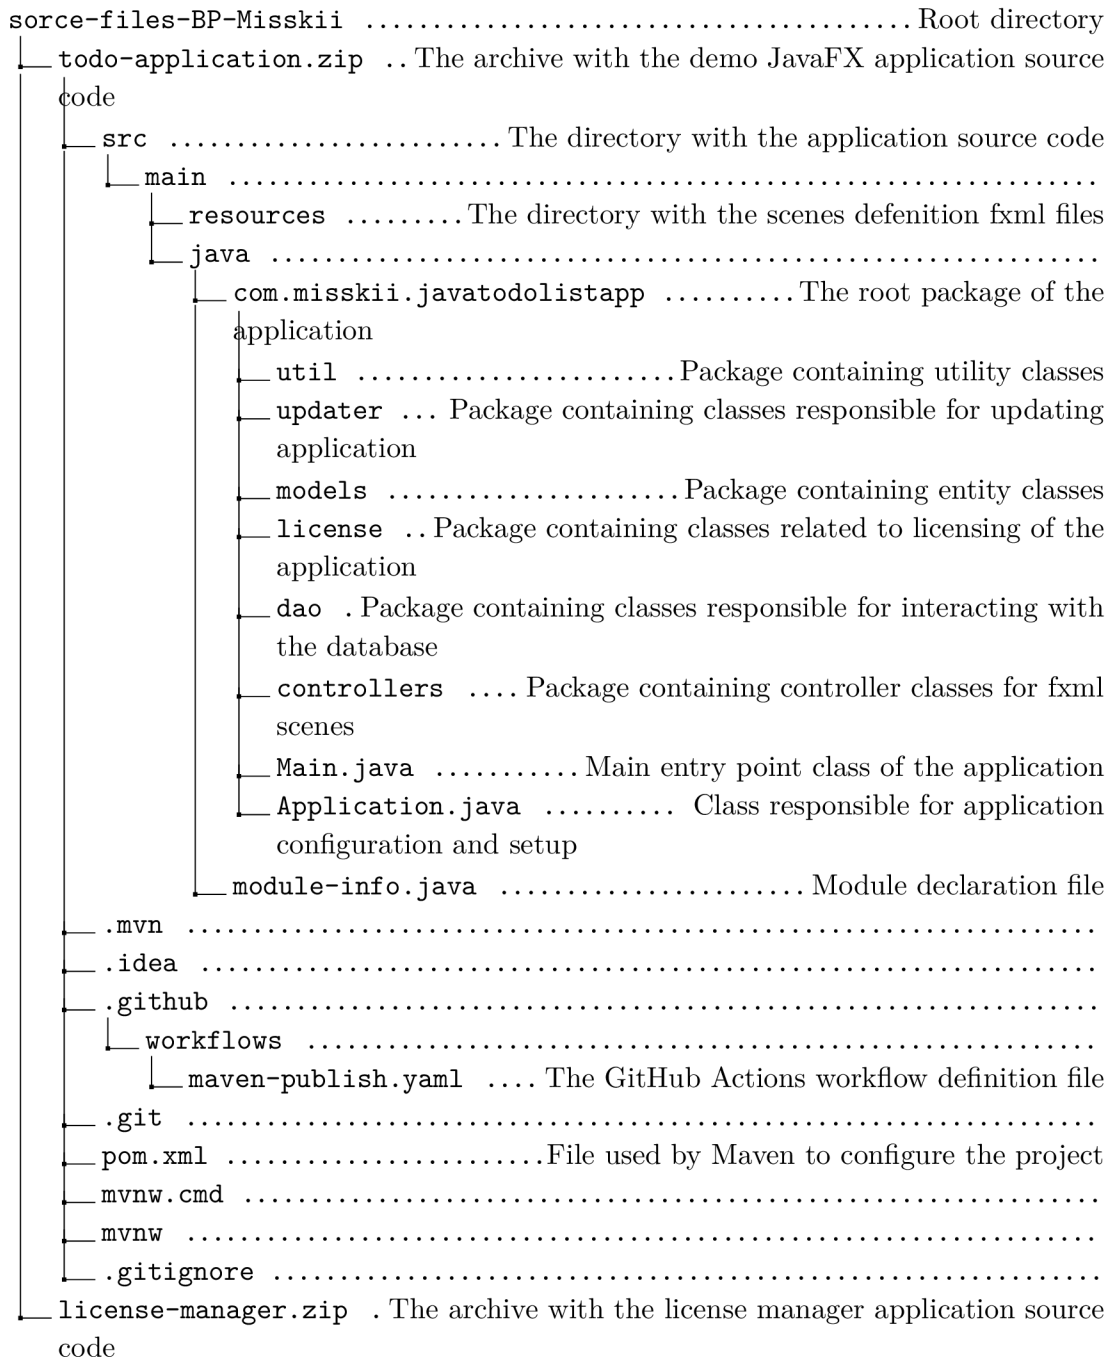 sorce-files-BP-Misskii ......................................... Root directory
todo-application.zip .. The archive with the demo JavaFX application source
code
src ......................... The directory with the application source code
main .................................................................
resources ......... The directory with the scenes defenition fxml files
java ..............................................................
com.misskii.javatodolistapp .......... The root package of the
application
util ........................ Package containing utility classes
updater ... Package containing classes responsible for updating
application
models ...................... Package containing entity classes
license .. Package containing classes related to licensing of the
application
dao . Package containing classes responsible for interacting with
the database
controllers .... Package containing controller classes for fxml
scenes
Main.java ........... Main entry point class of the application
Application.java .......... Class responsible for application
configuration and setup
module-info.java ....................... Module declaration file
.mvn ....................................................................
.idea ...................................................................
.github .................................................................
workflows ...........................................................
maven-publish.yaml .... The GitHub Actions workflow definition file
.git ....................................................................
pom.xml ........................ File used by Maven to configure the project
mvnw.cmd ................................................................
mvnw ....................................................................
.gitignore ..............................................................
license-manager.zip . The archive with the license manager application source
code